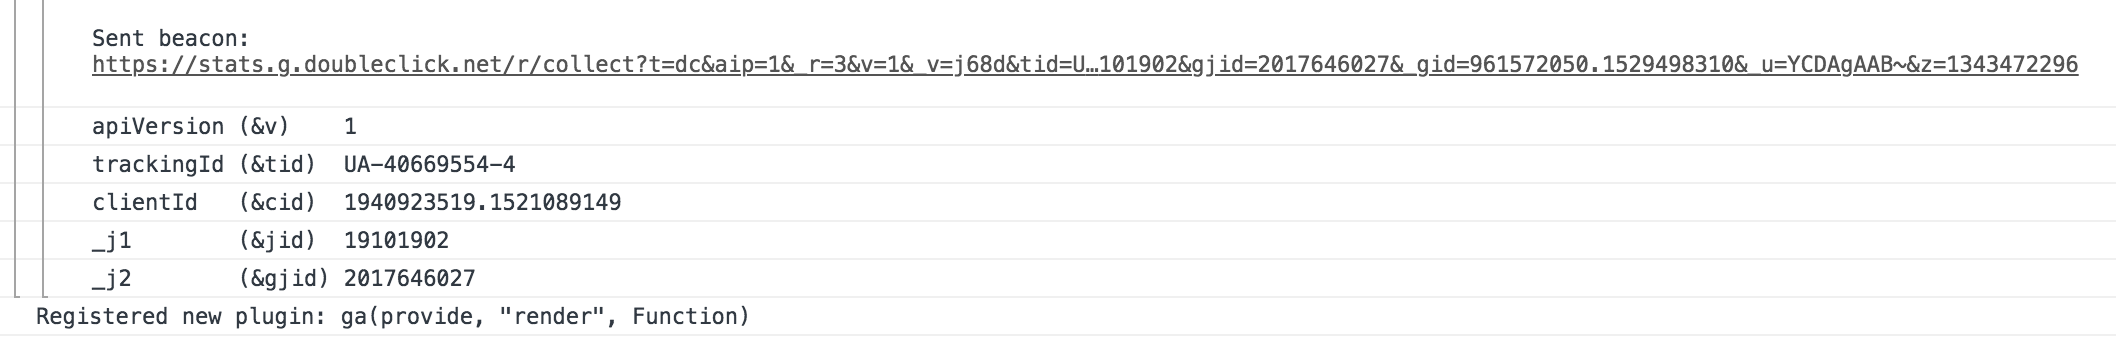 Sent beacon:
https://stats.g.doubleclick.net/r/collect?t=dc&aip=1&_r=3&v=1&_v=j68d&tid=U…101902&gjid=2017646027&_gid=961572050.1529498310&_u=YCDAgAAB~&z=1343472296
apiVersion (&v) 1
trackingId (&tid) UA-40669554-4
clientId (&cid) 1940923519.1521089149
_j1 (&jid) 19101902
_j2 (&gjid) 2017646027
Registered new plugin: ga(provide, "render", Function)